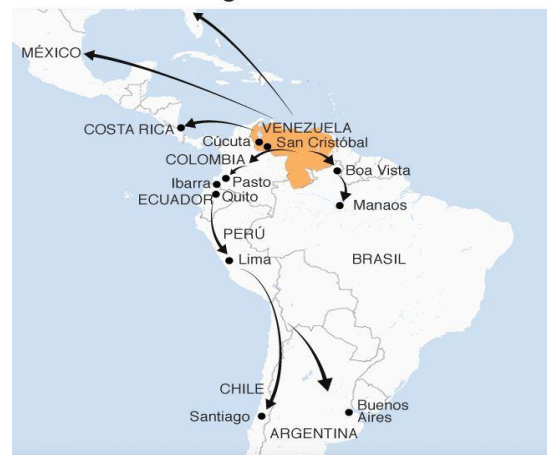 MÉXICO
COSTA RICA
VENEZUELA
Cúcuta
San Cristóbal
COLOMBIA
Boa Vista
Ibarra
Pasto
ECUADOR
Quito
Manaos
PERÚ
Lima
BRASIL
CHILE
Santiago
Buenos
Aires
ARGENTINA